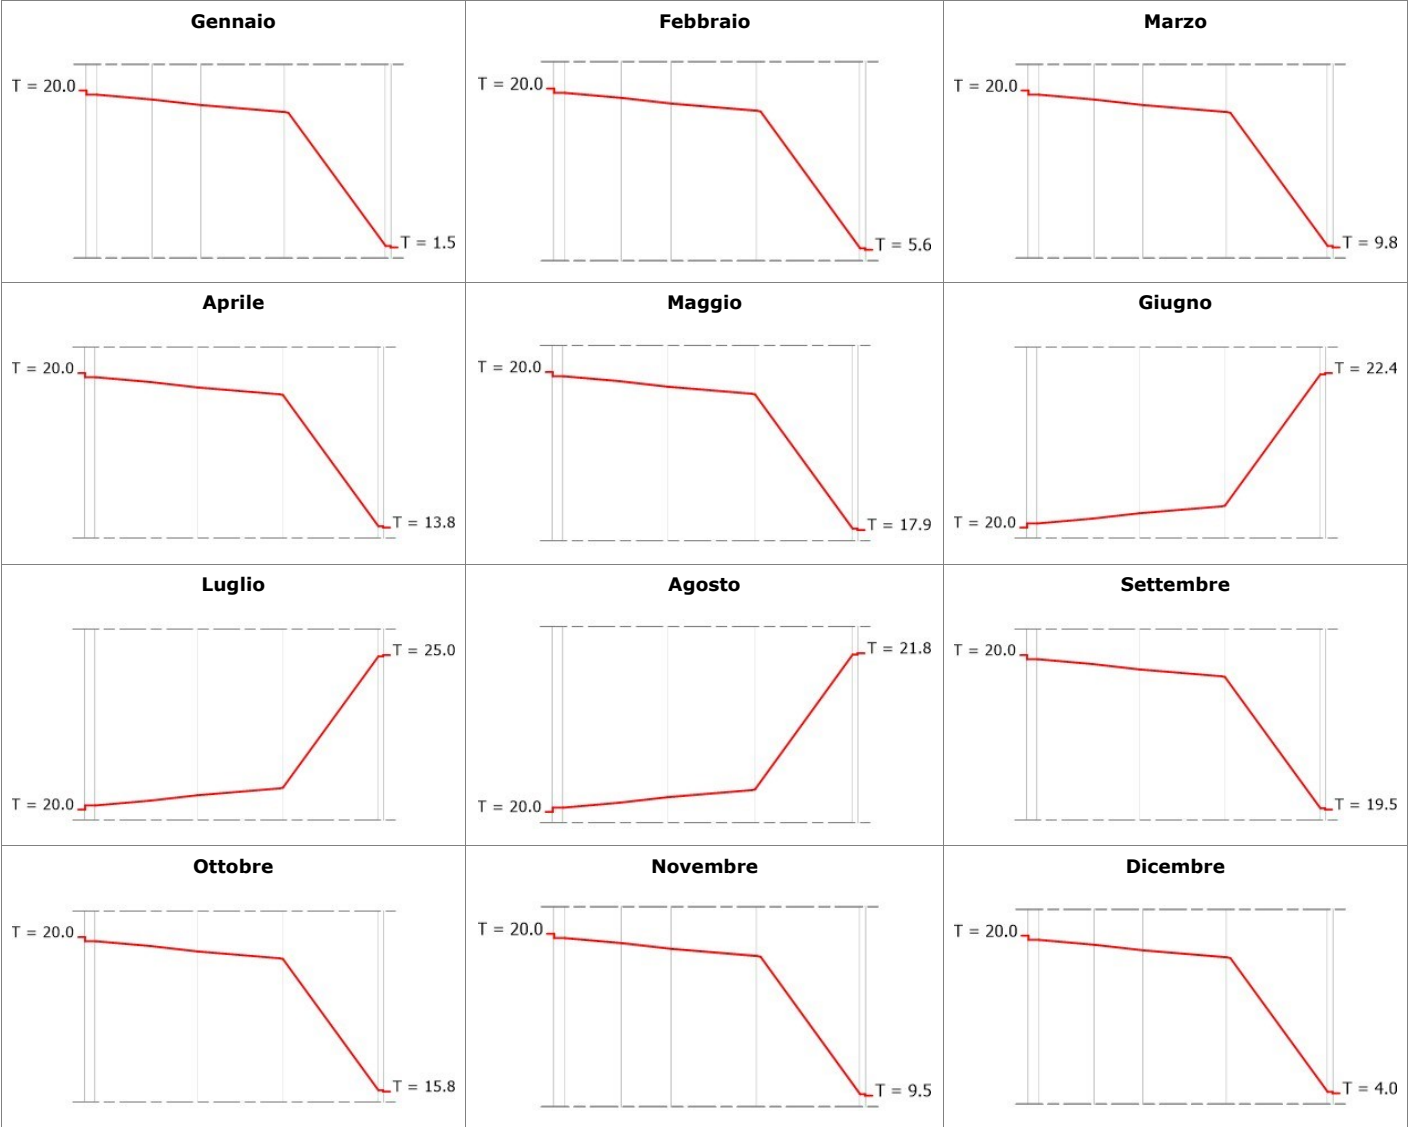 Gennaio
T = 20.0
T = 1.5
Febbraio
T = 20.0
T = 5.6
Marzo
T = 20.0
T = 9.8
Aprile
T = 20.0
T = 13.8
Maggio
T = 20.0
T = 17.9
Giugno
T = 22.4
T = 20.0
Luglio
T = 25.0
T = 20.0
Agosto
T = 21.8
T = 20.0
Settembre
T = 20.0
T = 19.5
Ottobre
T = 20.0
T = 15.8
Novembre
T = 20.0
T = 9.5
Dicembre
T = 20.0
T = 4.0